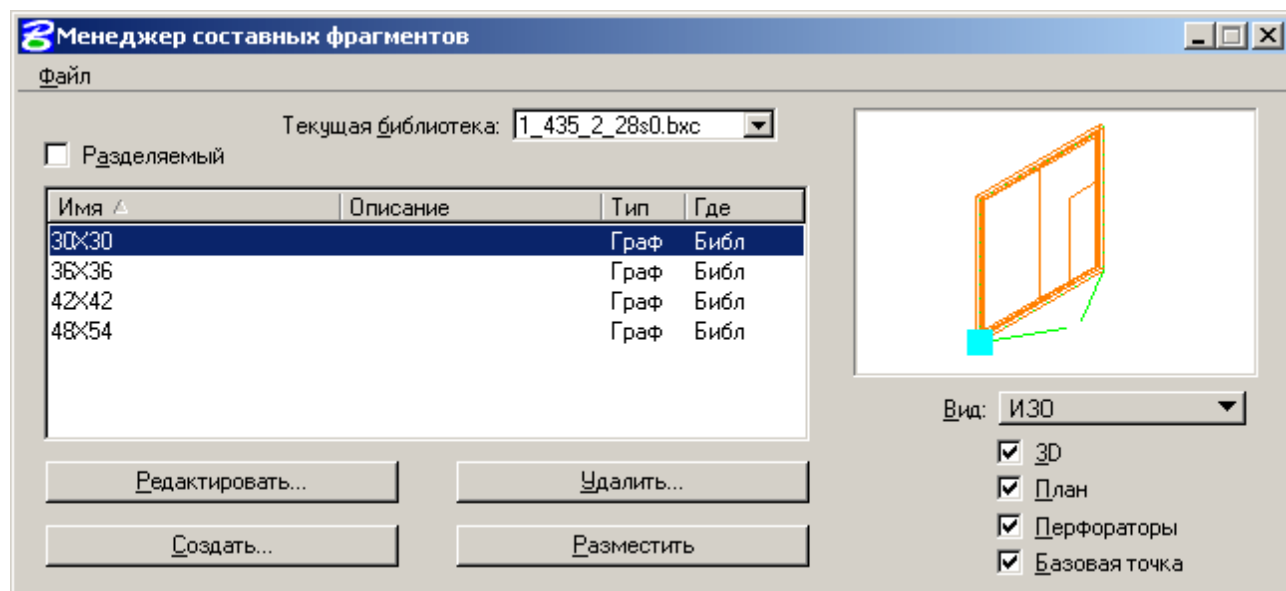 Менеджер составных фрагментов
Файл
Текущая библиотека: 1_435_2_28s0.bxc
Разделяемый
Имя Описание Тип Где
30X30 Граф Библ
36X36 Граф Библ
42X42 Граф Библ
48X54 Граф Библ
Вид: ИЗО
3D
План
Перфораторы
Базовая точка
Редактировать... Удалить...
Создать... Разместить